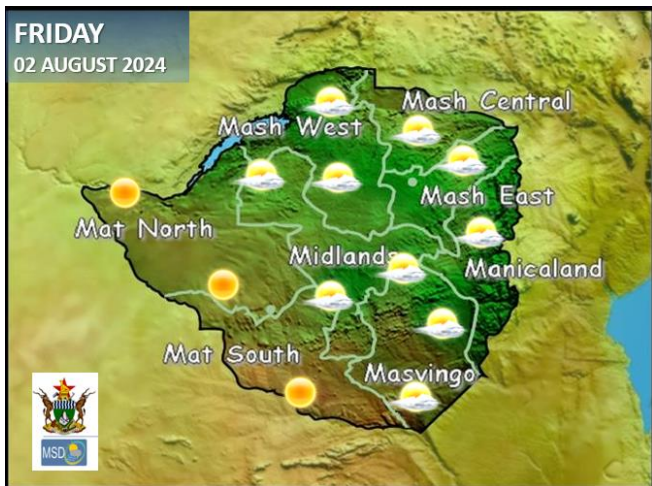 FRIDAY
02 AUGUST 2024
Mash Central
Mash West
Mash East
Mat North
Midlands
Manicaland
Mat South
Masvingo
MSD